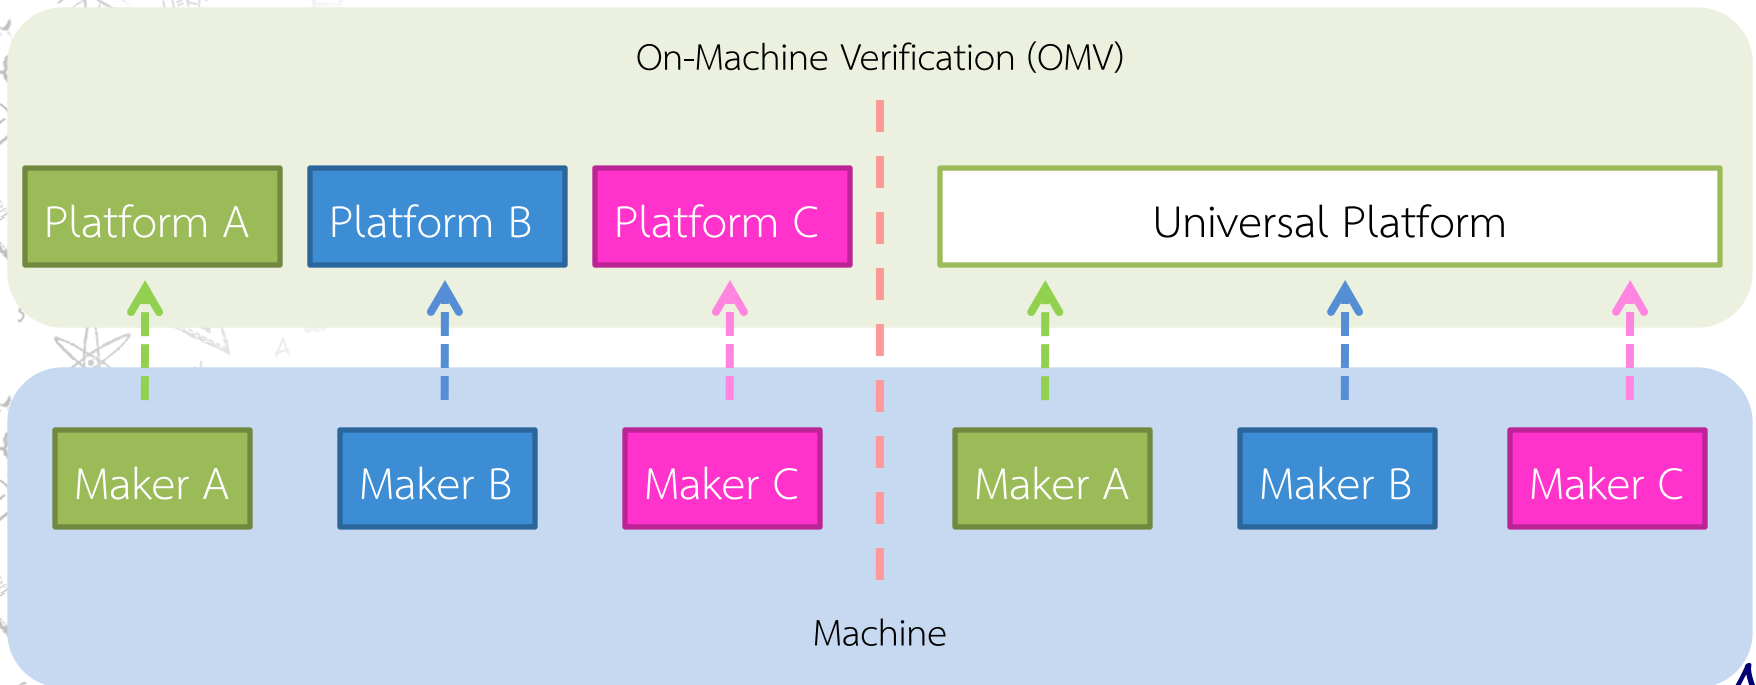 On-Machine Verification (OMV)
Platform A
Platform B
Platform C
Universal Platform
Maker A
Maker B
Maker C
Maker A
Maker B
Maker C
Machine